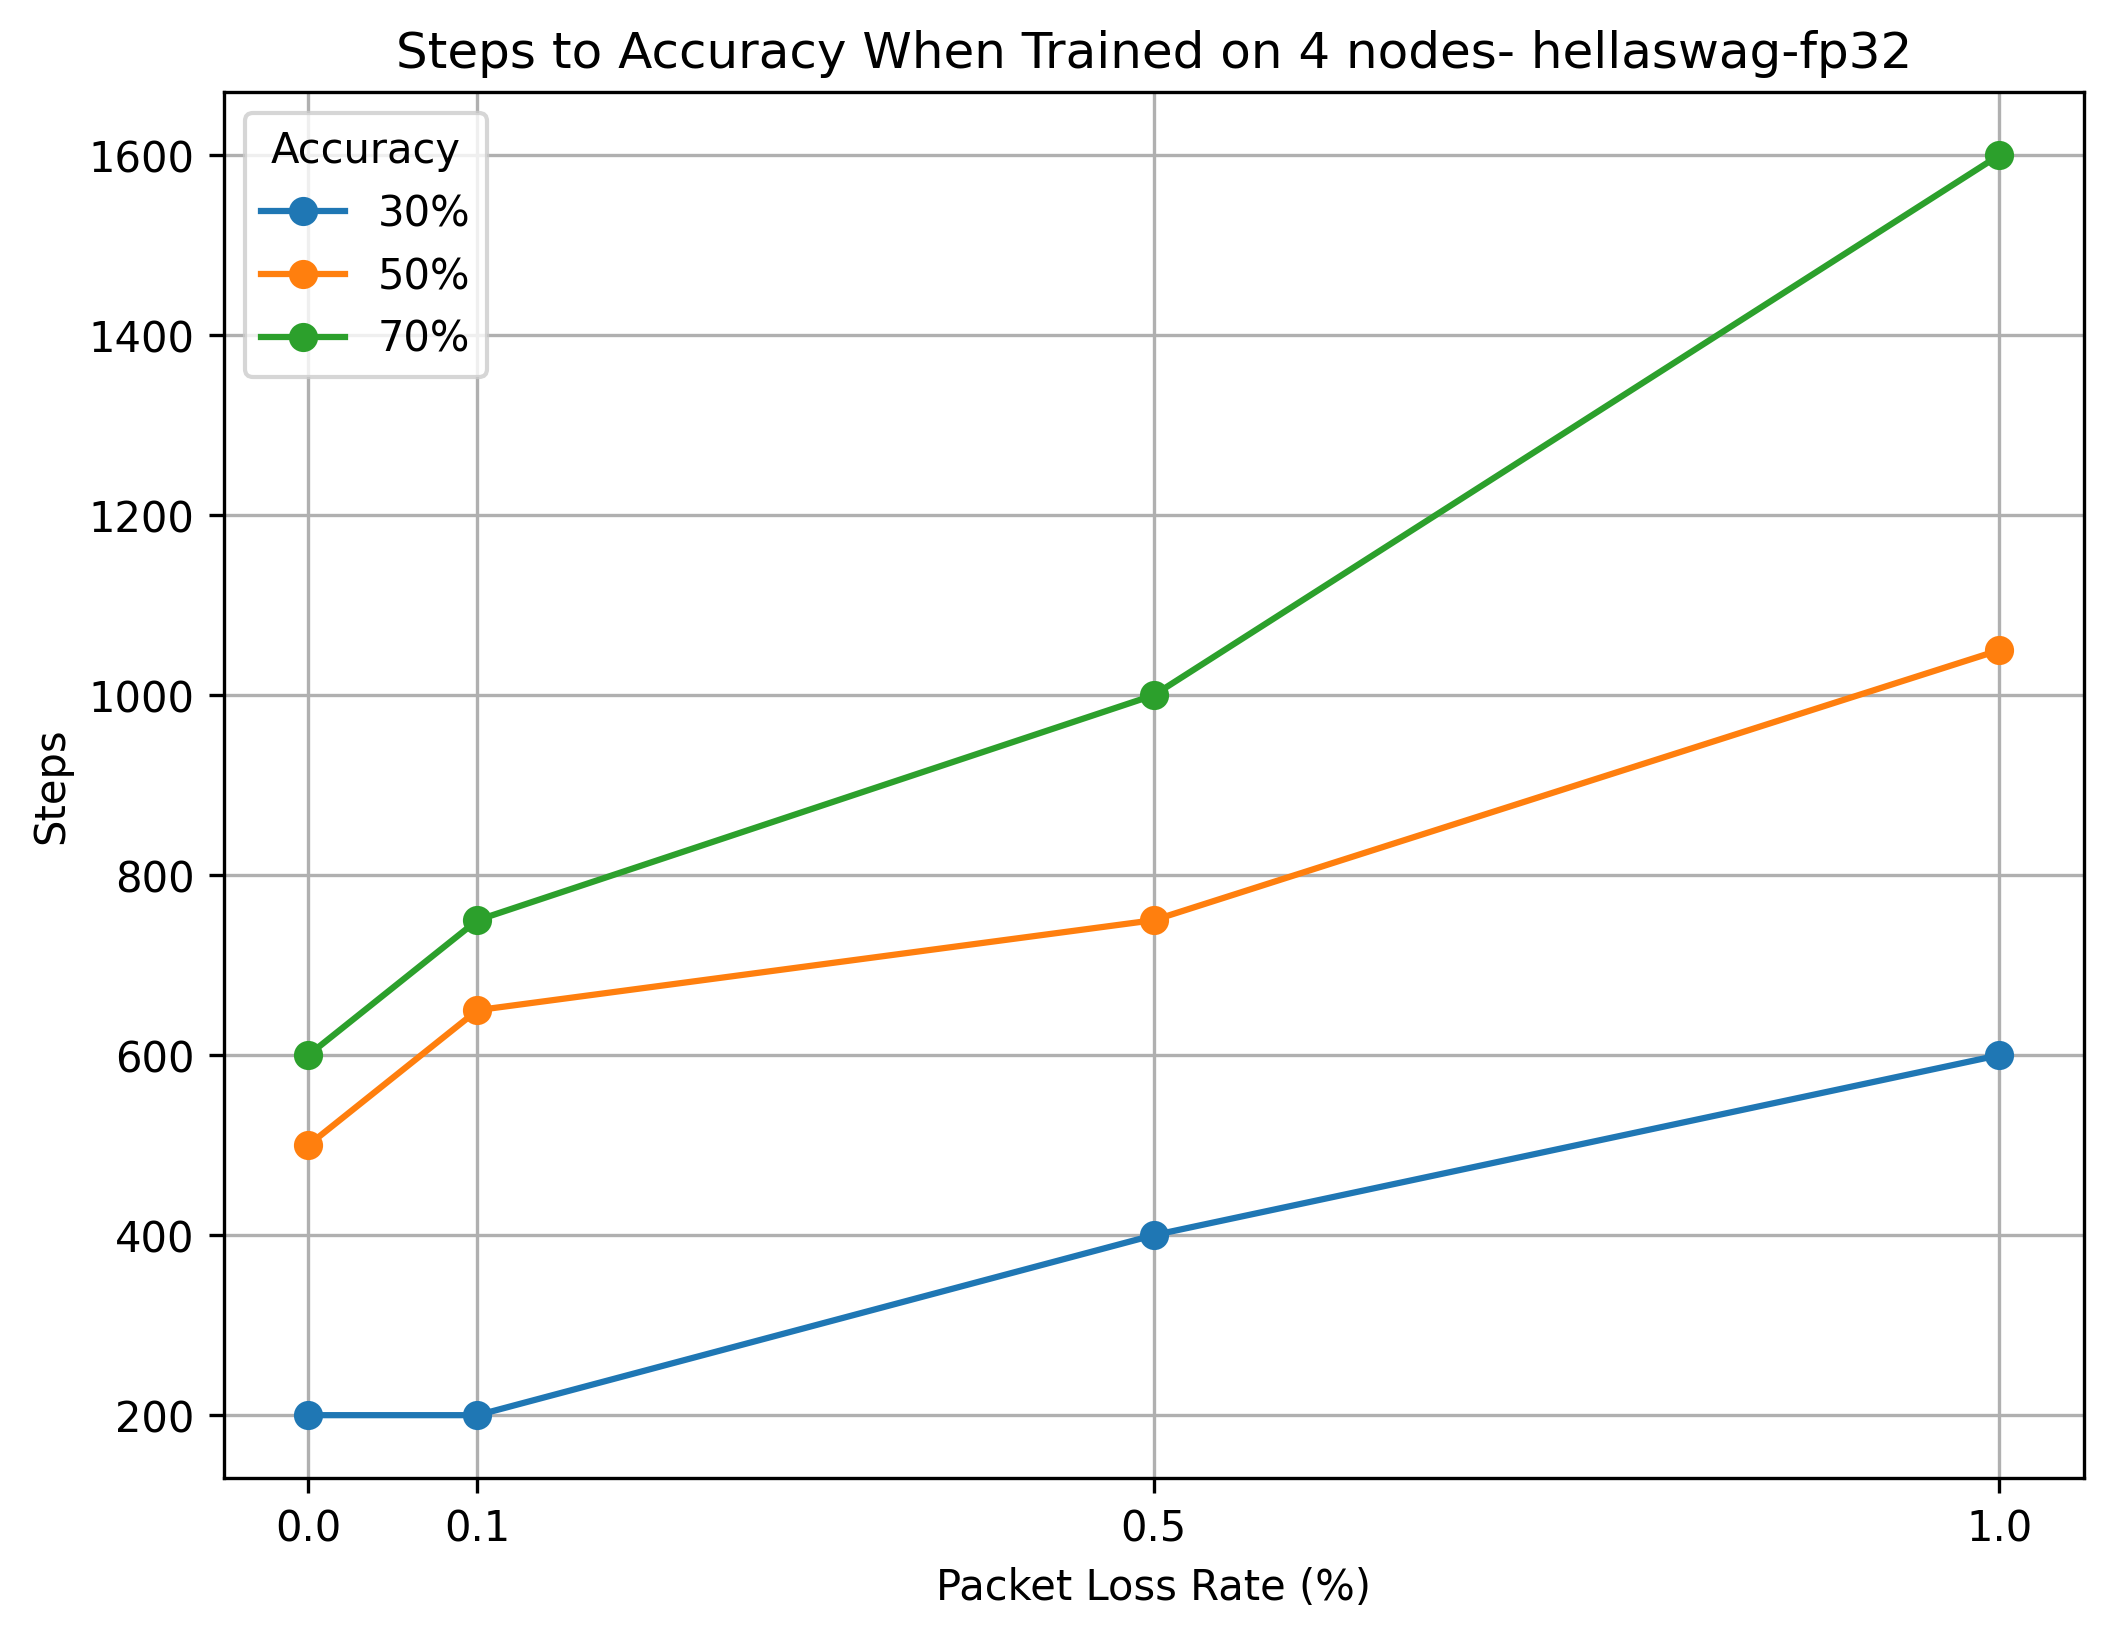 Steps to Accuracy When Trained on 4 nodes- hellaswag-fp32
Accuracy
30%
50%
70%
1600
1400
1200
1000
800
600
400
200
Steps
0.0 0.1 0.5 1.0
Packet Loss Rate (%)